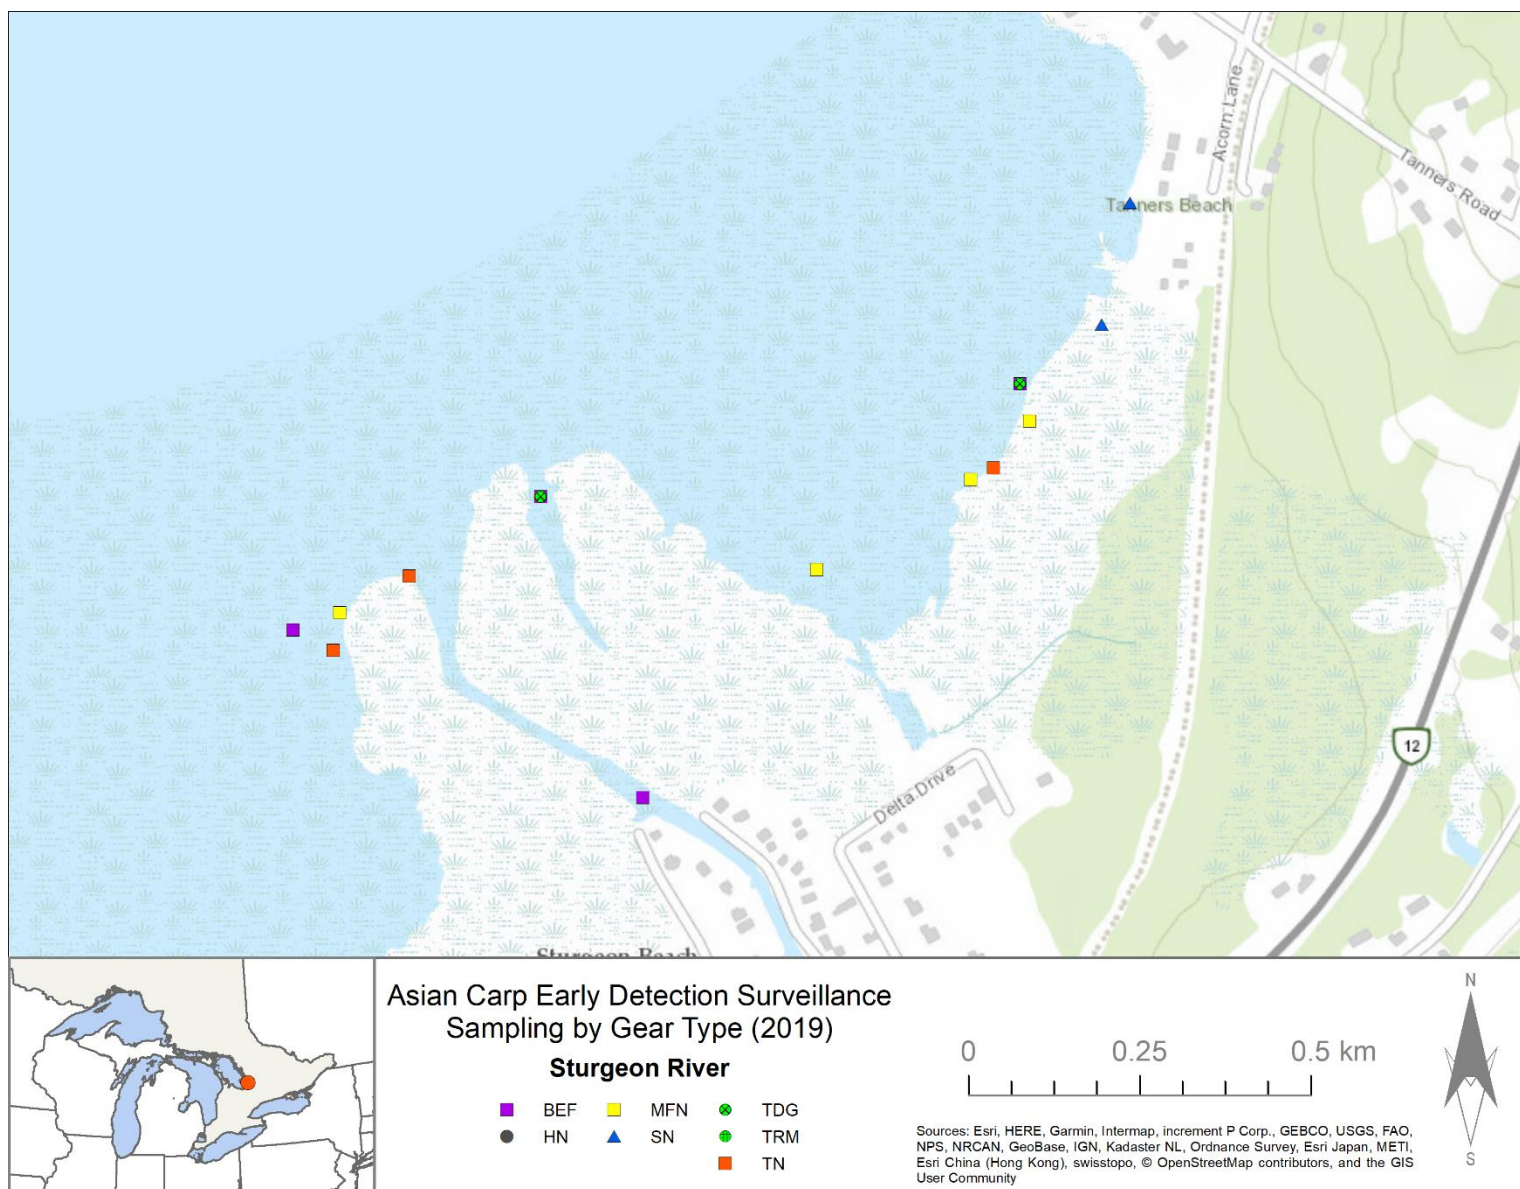 Acorn Lane
Tanners Road
Tanners Beach
12
Delta Drive
Sturgeon Beach
Asian Carp Early Detection Surveillance
Sampling by Gear Type (2019)
Sturgeon River
BEF
MFN
TDG
HN
SN
TRM
TN
0 0.25 0.5 km
N
S
Sources: Esri, HERE, Garmin, Intermap, increment P Corp., GEBCO, USGS, FAO,
NPS, NRCAN, GeoBase, IGN, Kadaster NL, Ordnance Survey, Esri Japan, METI,
Esri China (Hong Kong), swisstopo, © OpenStreetMap contributors, and the GIS
User Community